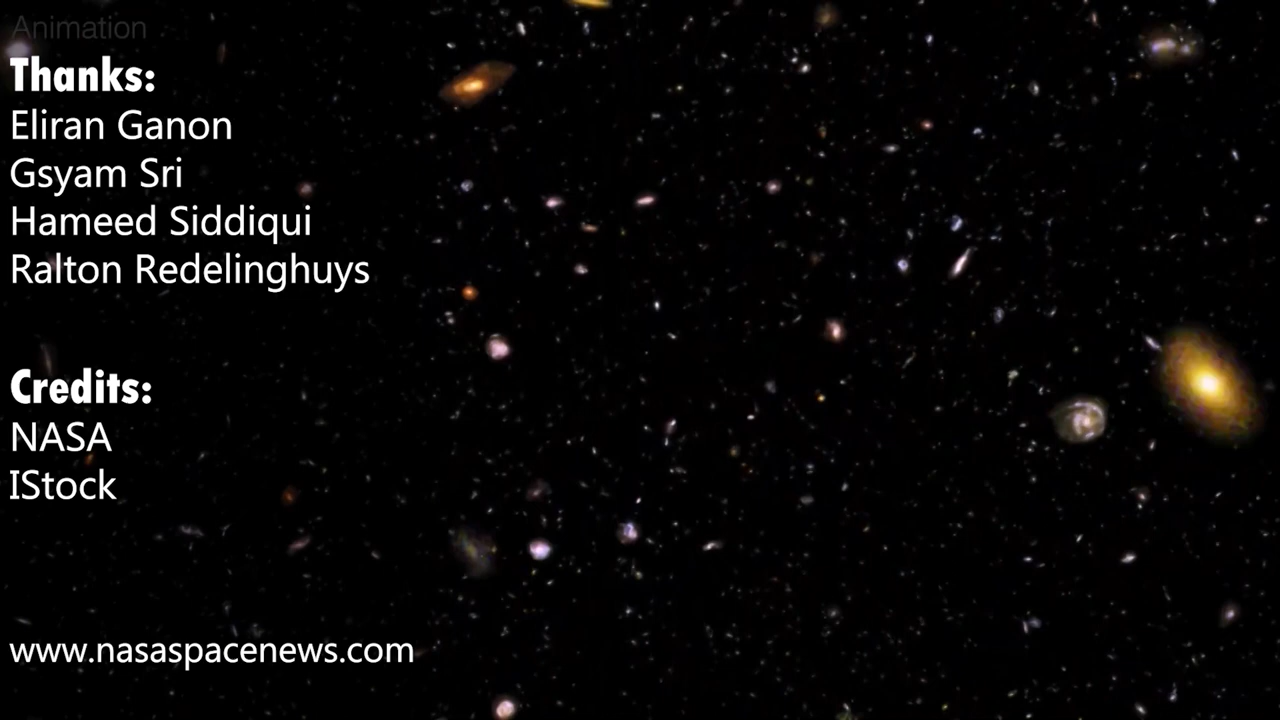 Animation
Thanks:
Eliran Ganon
Gsyam Sri
Hameed Siddiqui
Ralton Redelinghuys
Credits:
NASA
IStock
www.nasaspacenews.com